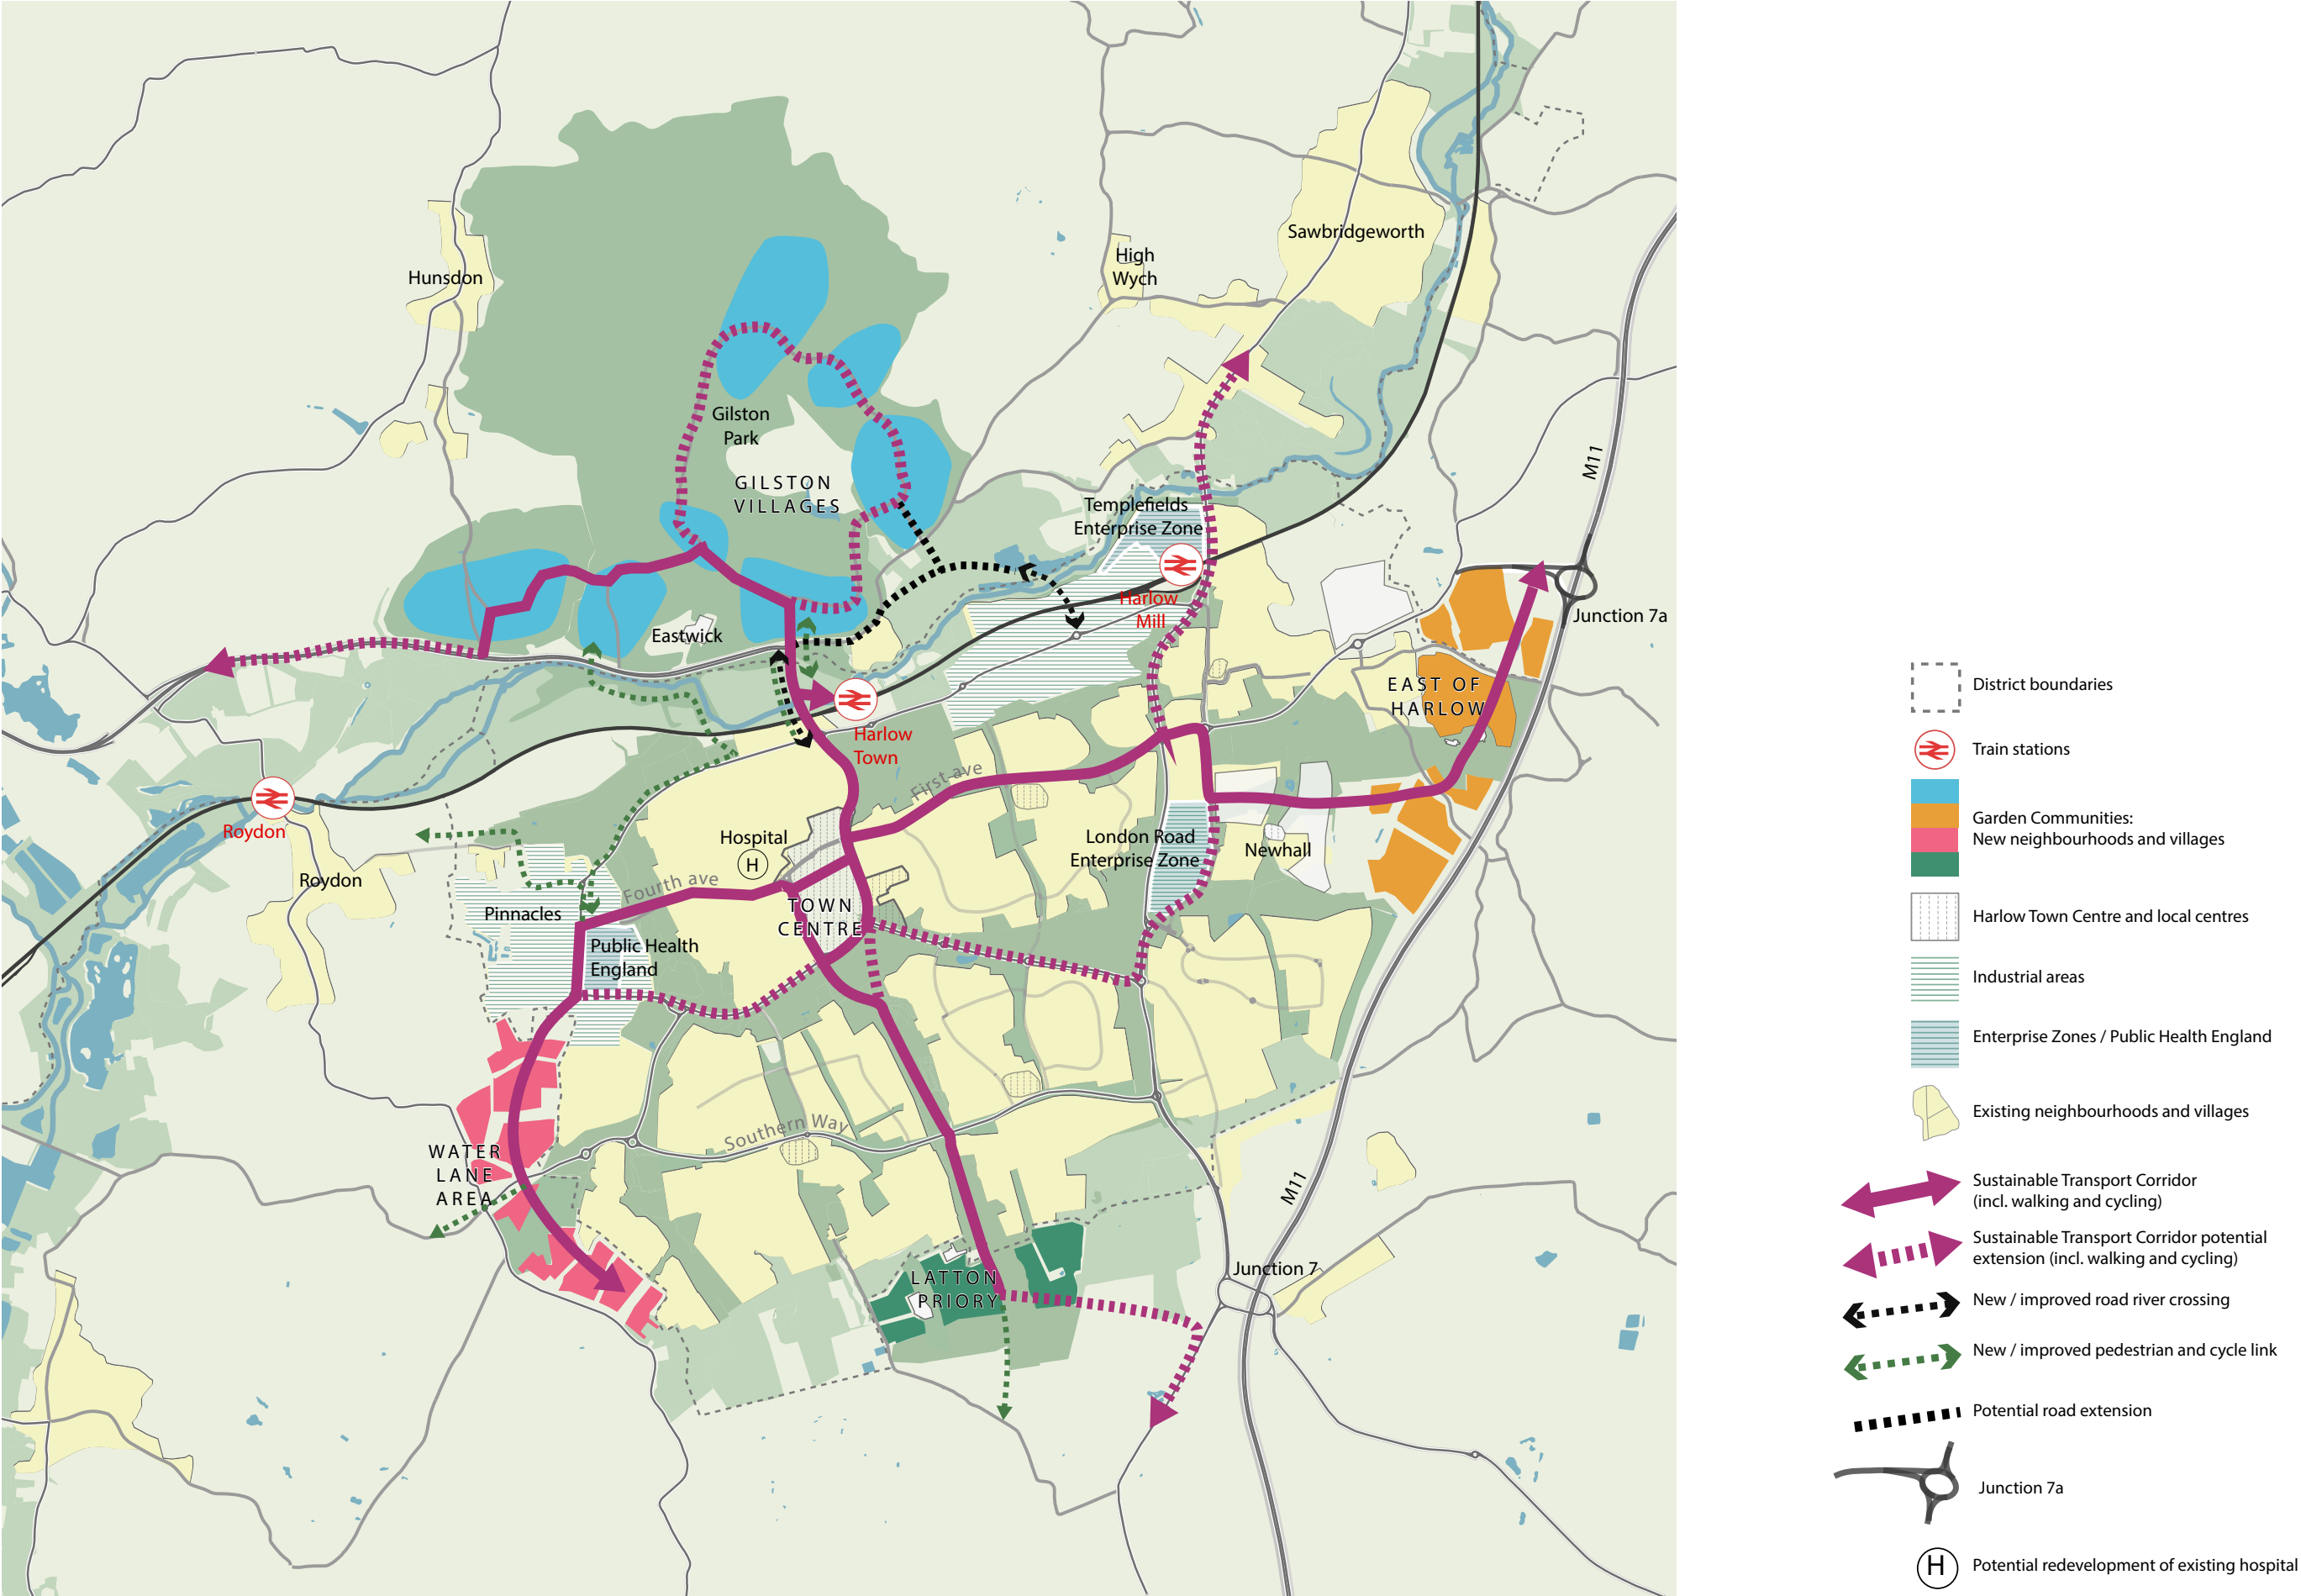 Sawbridgeworth
High
Wych
Hunsdon
Gilston
Park
GILSTON
VILLAGES
M11
Templefields
Enterprise Zone
Harlow
Mill
Junction 7a
Eastwick
EAST OF
HARLOW
Harlow
Town
First ave
Roydon
Hospital
H
London Road
Enterprise Zone
Newhall
Roydon
Fourth ave
Pinnacles
TOWN
CENTRE
Public Health
England
Southern Way
WATER
LANE
AREA
M11
Junction 7
LATTON
PRIORY
District boundaries
Train stations
Garden Communities:
New neighbourhoods and villages
Harlow Town Centre and local centres
Industrial areas
Enterprise Zones / Public Health England
Existing neighbourhoods and villages
Sustainable Transport Corridor
(incl. walking and cycling)
Sustainable Transport Corridor potential
extension (incl. walking and cycling)
New / improved road river crossing
New / improved pedestrian and cycle link
Potential road extension
Junction 7a
H
Potential redevelopment of existing hospital